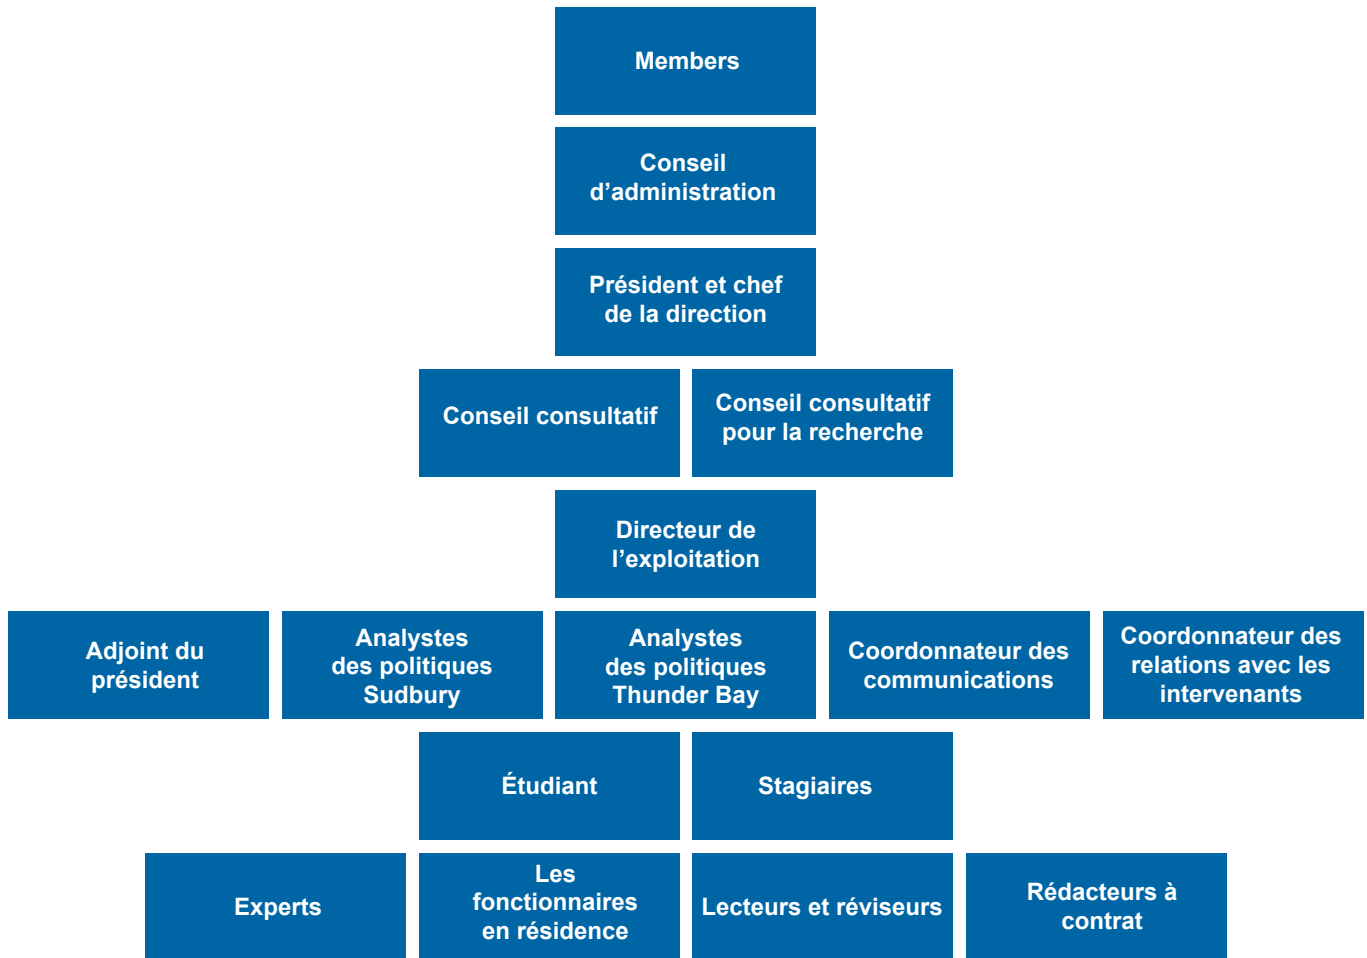 Members
Conseil
d’administration
Président et chef
de la direction
Conseil consultatif
Conseil consultatif
pour la recherche
Directeur de
l’exploitation
Adjoint du
président
Analystes
des politiques
Sudbury
Analystes
des politiques
Thunder Bay
Coordonnateur des
communications
Coordonnateur des
relations avec les
intervenants
Étudiant
Stagiaires
Experts
Les
fonctionnaires
en résidence
Lecteurs et réviseurs
Rédacteurs à
contrat